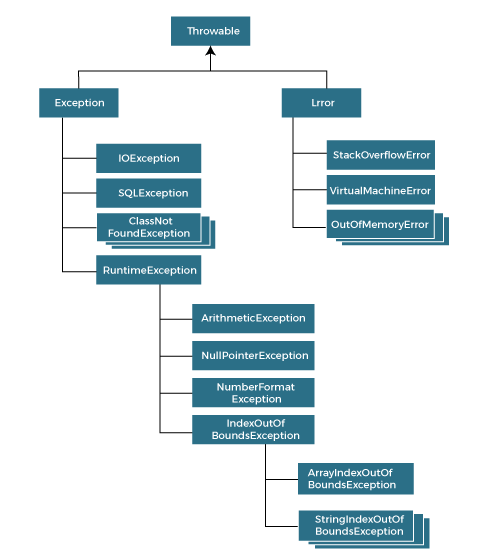 Throwable
Exception
Lrror
IOException
SQLException
ClassNot
FoundException
RuntimeException
StackOverflowError
VirtualMachineError
OutOfMemoryError
ArithmeticException
NullPointerException
NumberFormat
Exception
IndexOutOf
BoundsException
ArrayIndexOutOf
BoundsException
StringIndexOutOf
BoundsException